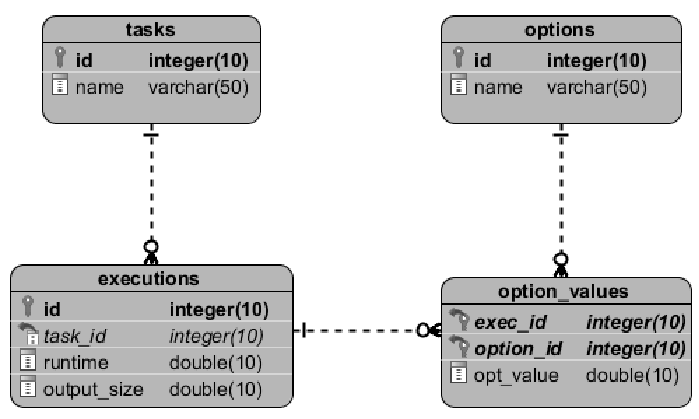 tasks
id integer(10)
name varchar(50)
options
id integer(10)
name varchar(50)
executions
id integer(10)
task_id integer(10)
runtime double(10)
output_size double(10)
option_values
exec_id integer(10)
option_id integer(10)
opt_value double(10)